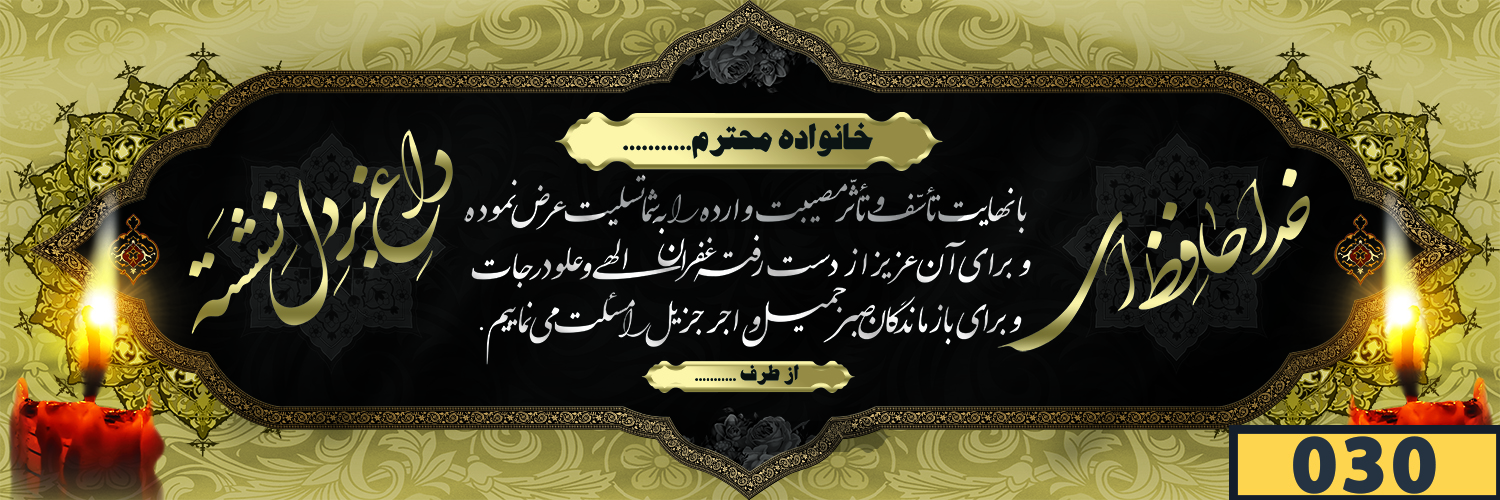 خانواده محترم...........
خداحافظ ای
داغ بر دل نشسته
با نهایت تأسّف و تأثّر مصیبت وارده را به شما تسلیت عرض نموده
و برای آن عزیز از دست رفته غفران الهی و علو درجات
و برای بازماندگان صبر جمیل و اجر جزیل را مسئلت می نماییم.
از طرف ...........
030